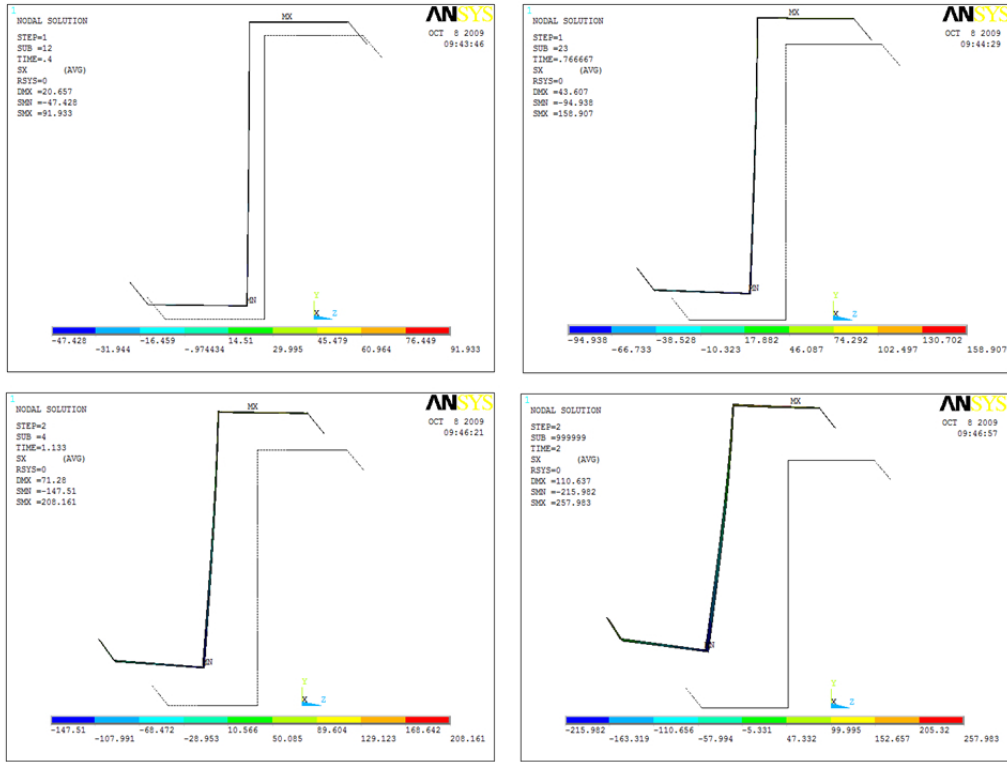 1
NODAL SOLUTION
STEP=1
SUB =12
TIME=.4
SX (AVG)
RSYS=0
DMX =20.657
SMN =-47.428
SMX =91.933
MX
ANSYS
OCT 8 2009
09:43:46
MN
Y
X Z
-47.428 -16.459 14.51 45.479 76.449
-31.944 -.974434 29.995 60.964 91.933
1
NODAL SOLUTION
STEP=1
SUB =23
TIME=.766667
SX (AVG)
RSYS=0
DMX =43.607
SMN =-94.938
SMX =158.907
MX
ANSYS
OCT 8 2009
09:44:29
MN
Y
X Z
-94.938 -38.528 17.882 74.292 130.702
-66.733 -10.323 46.087 102.497 158.907
1
NODAL SOLUTION
STEP=2
SUB =4
TIME=1.133
SX (AVG)
RSYS=0
DMX =71.28
SMN =-147.51
SMX =208.161
MX
ANSYS
OCT 8 2009
09:46:21
MN
Y
X Z
-147.51 -68.472 10.566 89.604 168.642
-107.991 -28.953 50.085 129.123 208.161
1
NODAL SOLUTION
STEP=2
SUB =999999
TIME=2
SX (AVG)
RSYS=0
DMX =110.637
SMN =-215.982
SMX =257.983
MX
ANSYS
OCT 8 2009
09:46:57
MN
Y
X Z
-215.982 -110.656 -5.331 99.995 205.32
-163.319 -57.994 47.332 152.657 257.983